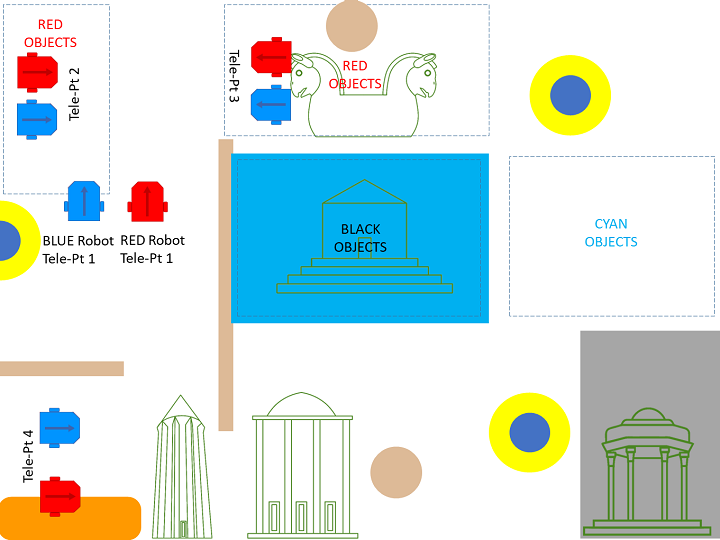 RED
OBJECTS
Tele-Pt 2
Tele-Pt 3
RED
OBJECTS
BLUE Robot
Tele-Pt 1
RED Robot
Tele-Pt 1
BLACK
OBJECTS
CYAN
OBJECTS
Tele-Pt 4